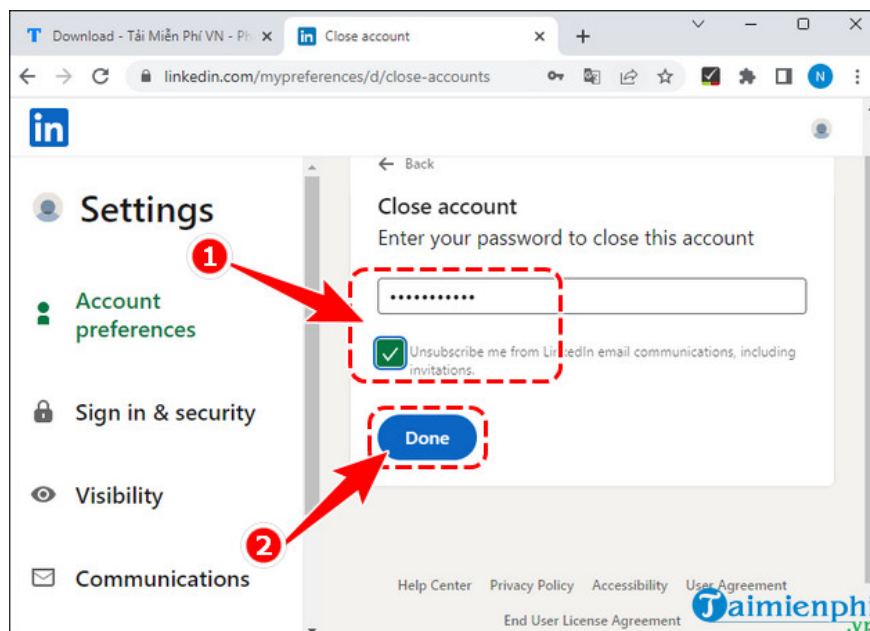 T Download - Tải Miễn Phí VN - Ph
in Close account
linkedin.com/mypreferences/d/close-accounts
N
in
Back
Settings
Close account
Enter your password to close this account
1
Account
preferences
Unsubscribe me from LinkedIn email communications, including
invitations.
Sign in & security
Done
Visibility
2
Communications
Help Center Privacy Policy Accessibility User Agreement
End User License Agreement
Taimienphi
.vn